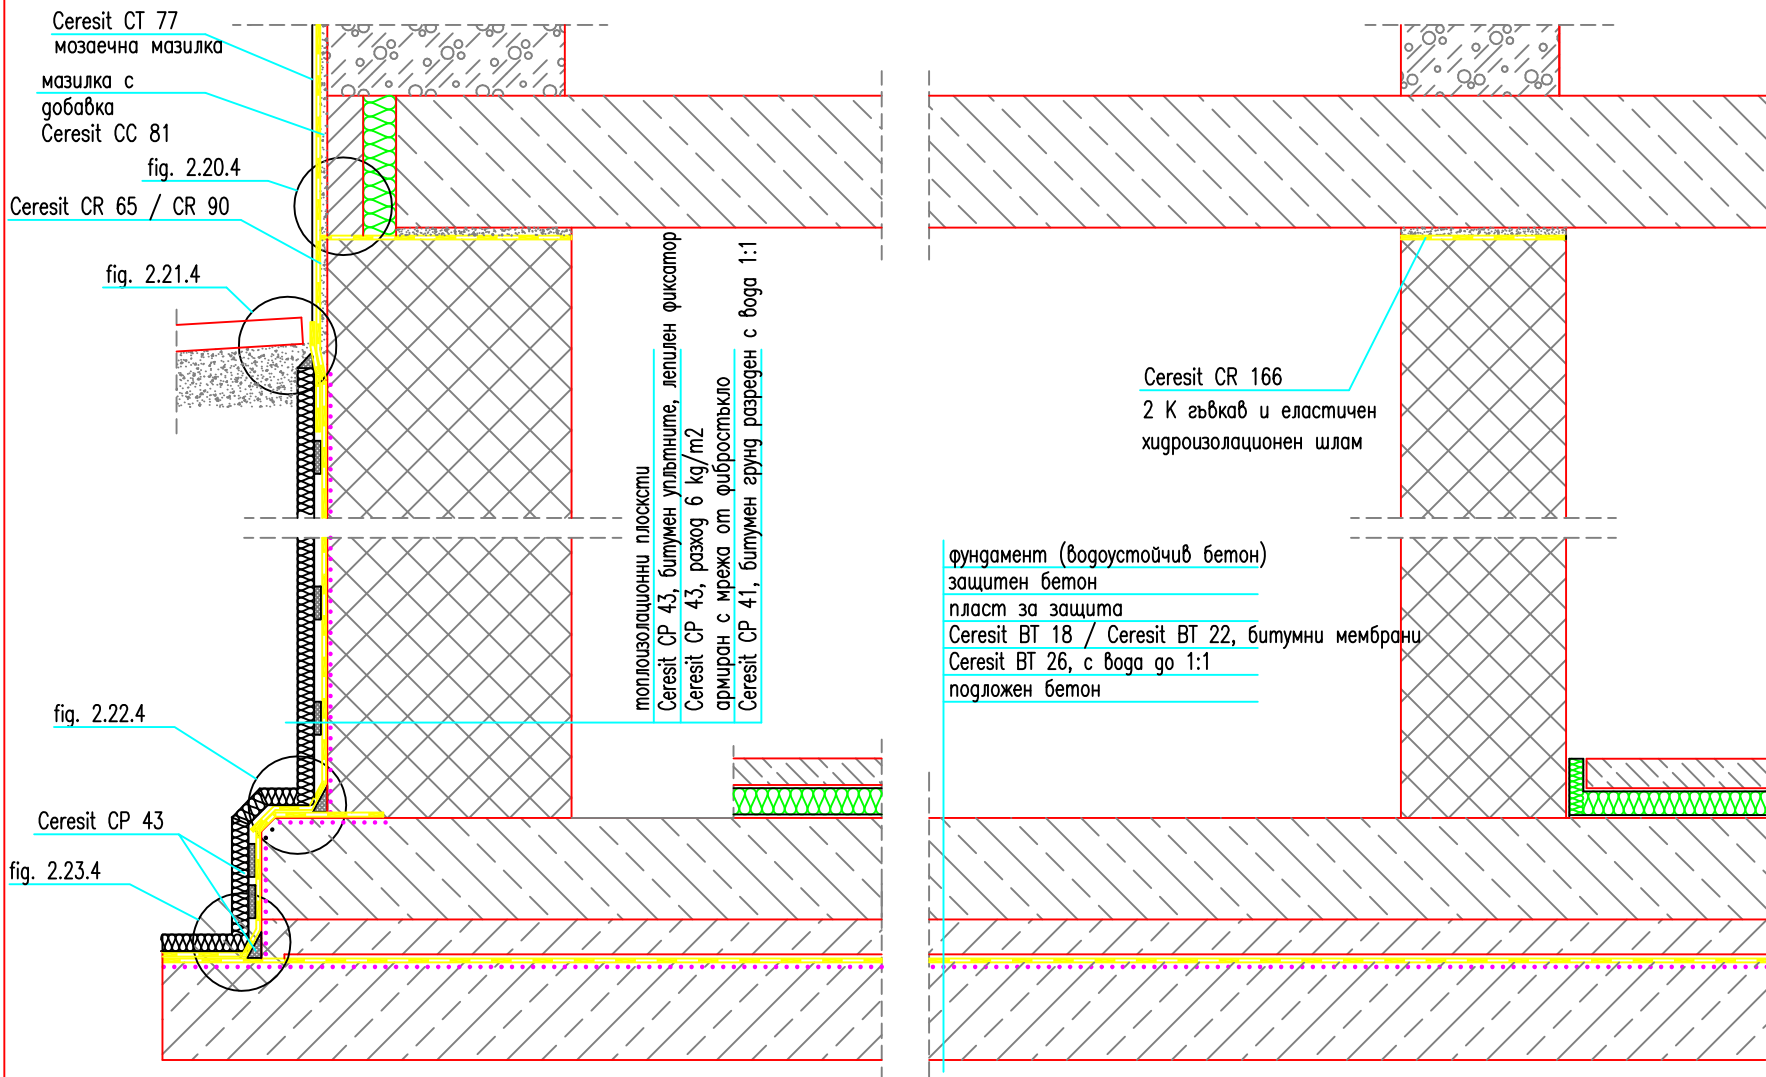 Ceresit CT 77
мозаечна мазилка
мазилка с
добавка
Ceresit CC 81
fig. 2.20.4
Ceresit CR 65 / CR 90
fig. 2.21.4
fig. 2.22.4
Ceresit CP 43
fig. 2.23.4
топлоизолационни плосксти
Ceresit CP 43, битумен уплътните, лепилен фиксатор
Ceresit CP 43, разход 6 kg/m2
армиран с мрежа от фибростъкло
Ceresit CP 41, битумен грунд разреден с вода 1:1
Ceresit CR 166
2 К гъвкав и еластичен
хидроизолационен шлам
фундамент (водоустойчив бетон)
защитен бетон
пласт за защита
Ceresit BT 18 / Ceresit BT 22, битумни мембрани
Ceresit BT 26, с вода до 1:1
подложен бетон